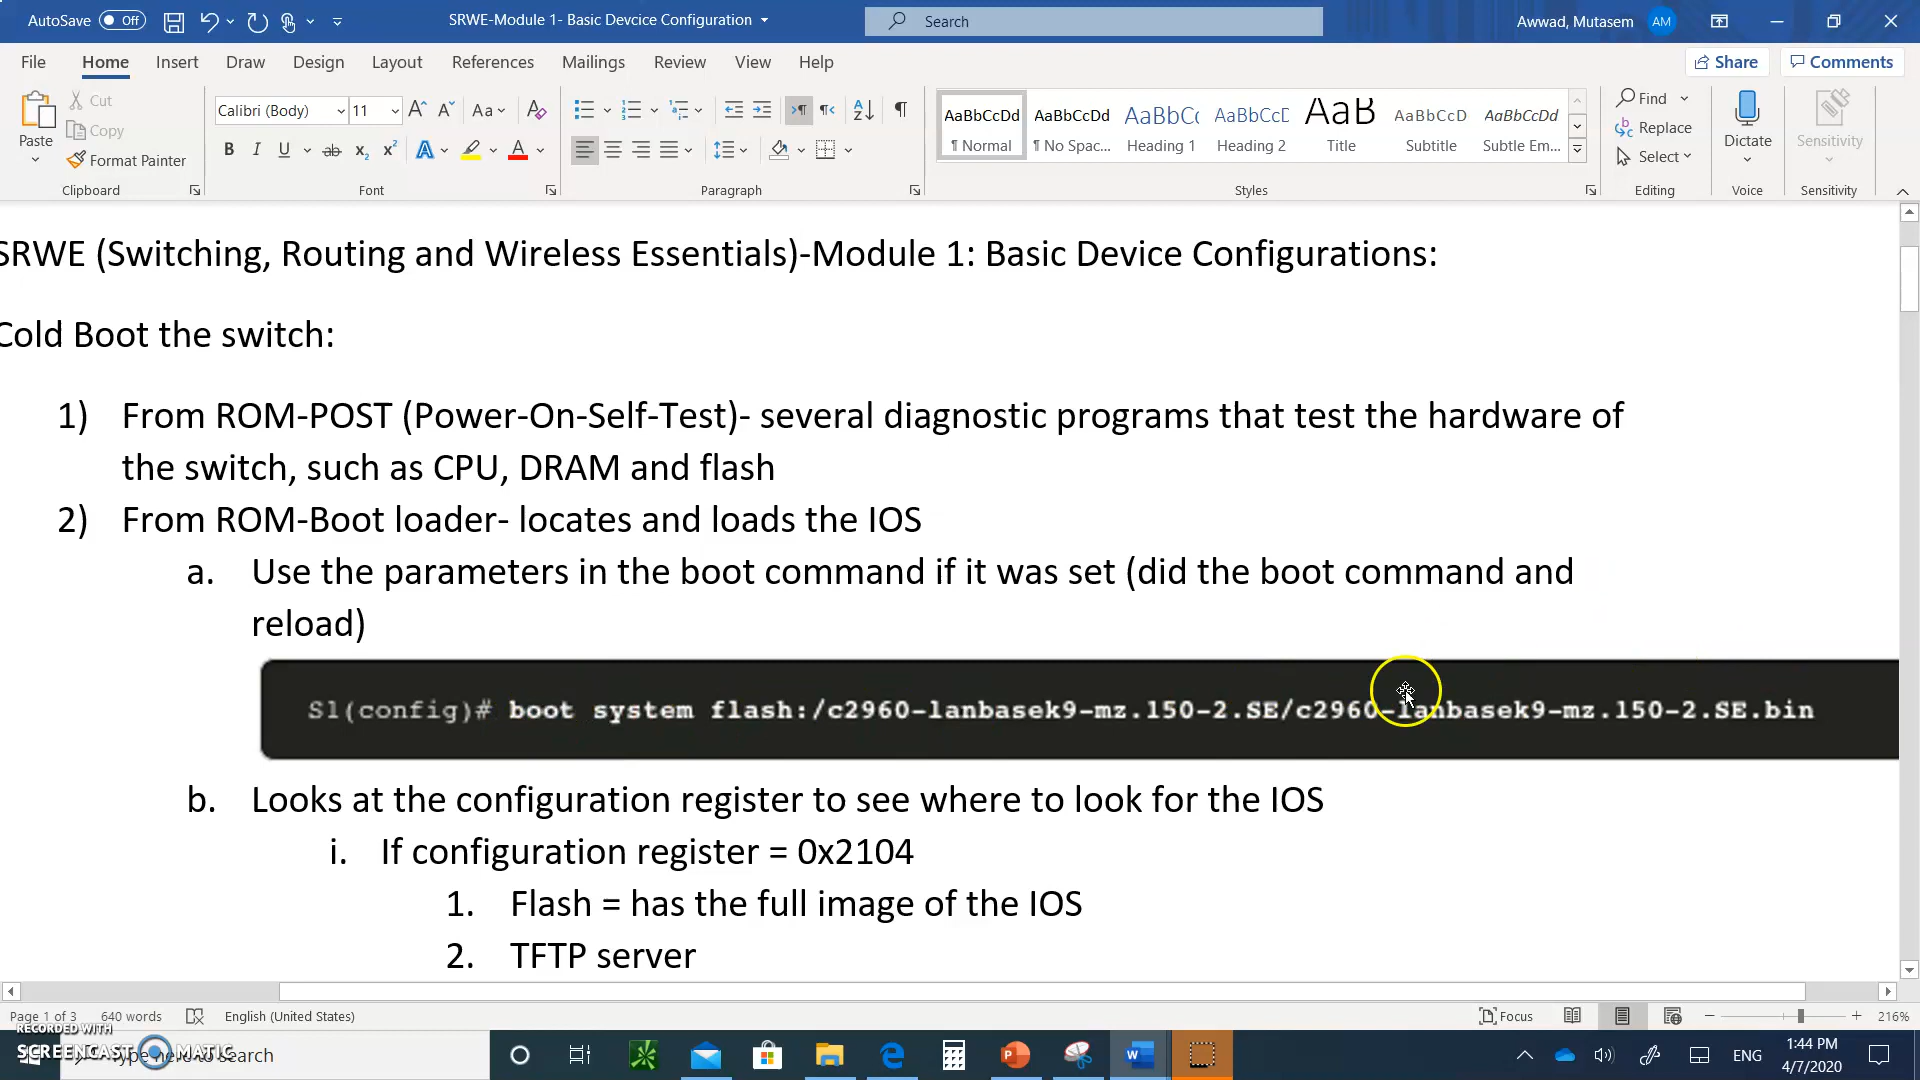 AutoSave Off SRWE-Module 1- Basic Devcice Configuration Search Awwad, Mutasem AM
File Home Insert Draw Design Layout References Mailings Review View Help Share Comments
Paste Cut Copy Format Painter
Calibri (Body) 11 Aa
B I U ab x₂ x² A A
AaBbCcDd AaBbCcDd AaBbCc AaBbCcD AaB AaBbCcD AaBbCcDd
¶ Normal ¶ No Spac... Heading 1 Heading 2 Title Subtitle Subtle Em...
Find
Replace
Select
Dictate Sensitivity
Clipboard Font Paragraph Styles Editing Voice Sensitivity
SRWE (Switching, Routing and Wireless Essentials)-Module 1: Basic Device Configurations:
Cold Boot the switch:
1) From ROM-POST (Power-On-Self-Test)- several diagnostic programs that test the hardware of
the switch, such as CPU, DRAM and flash
2) From ROM-Boot loader- locates and loads the IOS
a. Use the parameters in the boot command if it was set (did the boot command and
reload)
S1(config)# boot system flash:/c2960-lanbasek9-mz.150-2.SE/c2960-lanbasek9-mz.150-2.SE.bin
b. Looks at the configuration register to see where to look for the IOS
i. If configuration register = 0x2104
1. Flash = has the full image of the IOS
2. TFTP server
Page 1 of 3 640 words English (United States) Focus 216%
RECORDED WITH
SCREENCAST MATIC
Type here to search
ENG 1:44 PM
4/7/2020